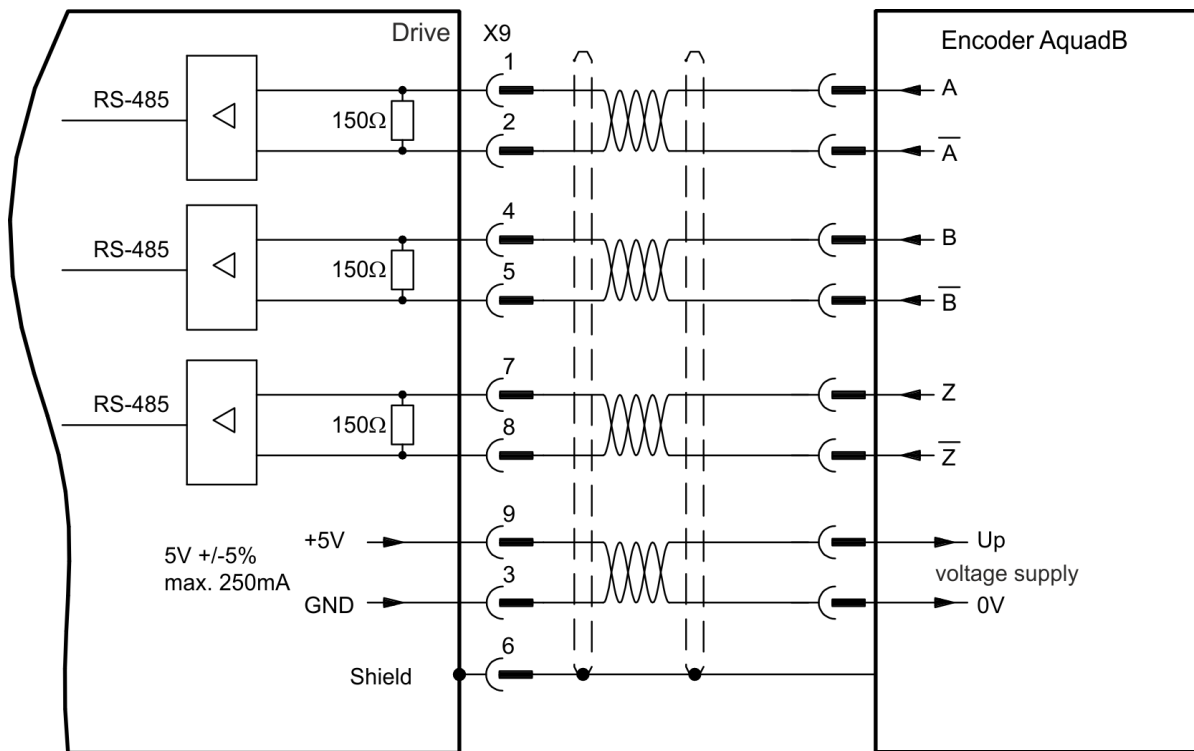 Drive
X9
Encoder AquadB
1
RS-485
150Ω
2
A
A̅
4
RS-485
150Ω
5
B
B̅
7
RS-485
150Ω
8
Z
Z̅
9
+5V
5V +/-5%
max. 250mA
Up
voltage supply
3
GND
0V
6
Shield